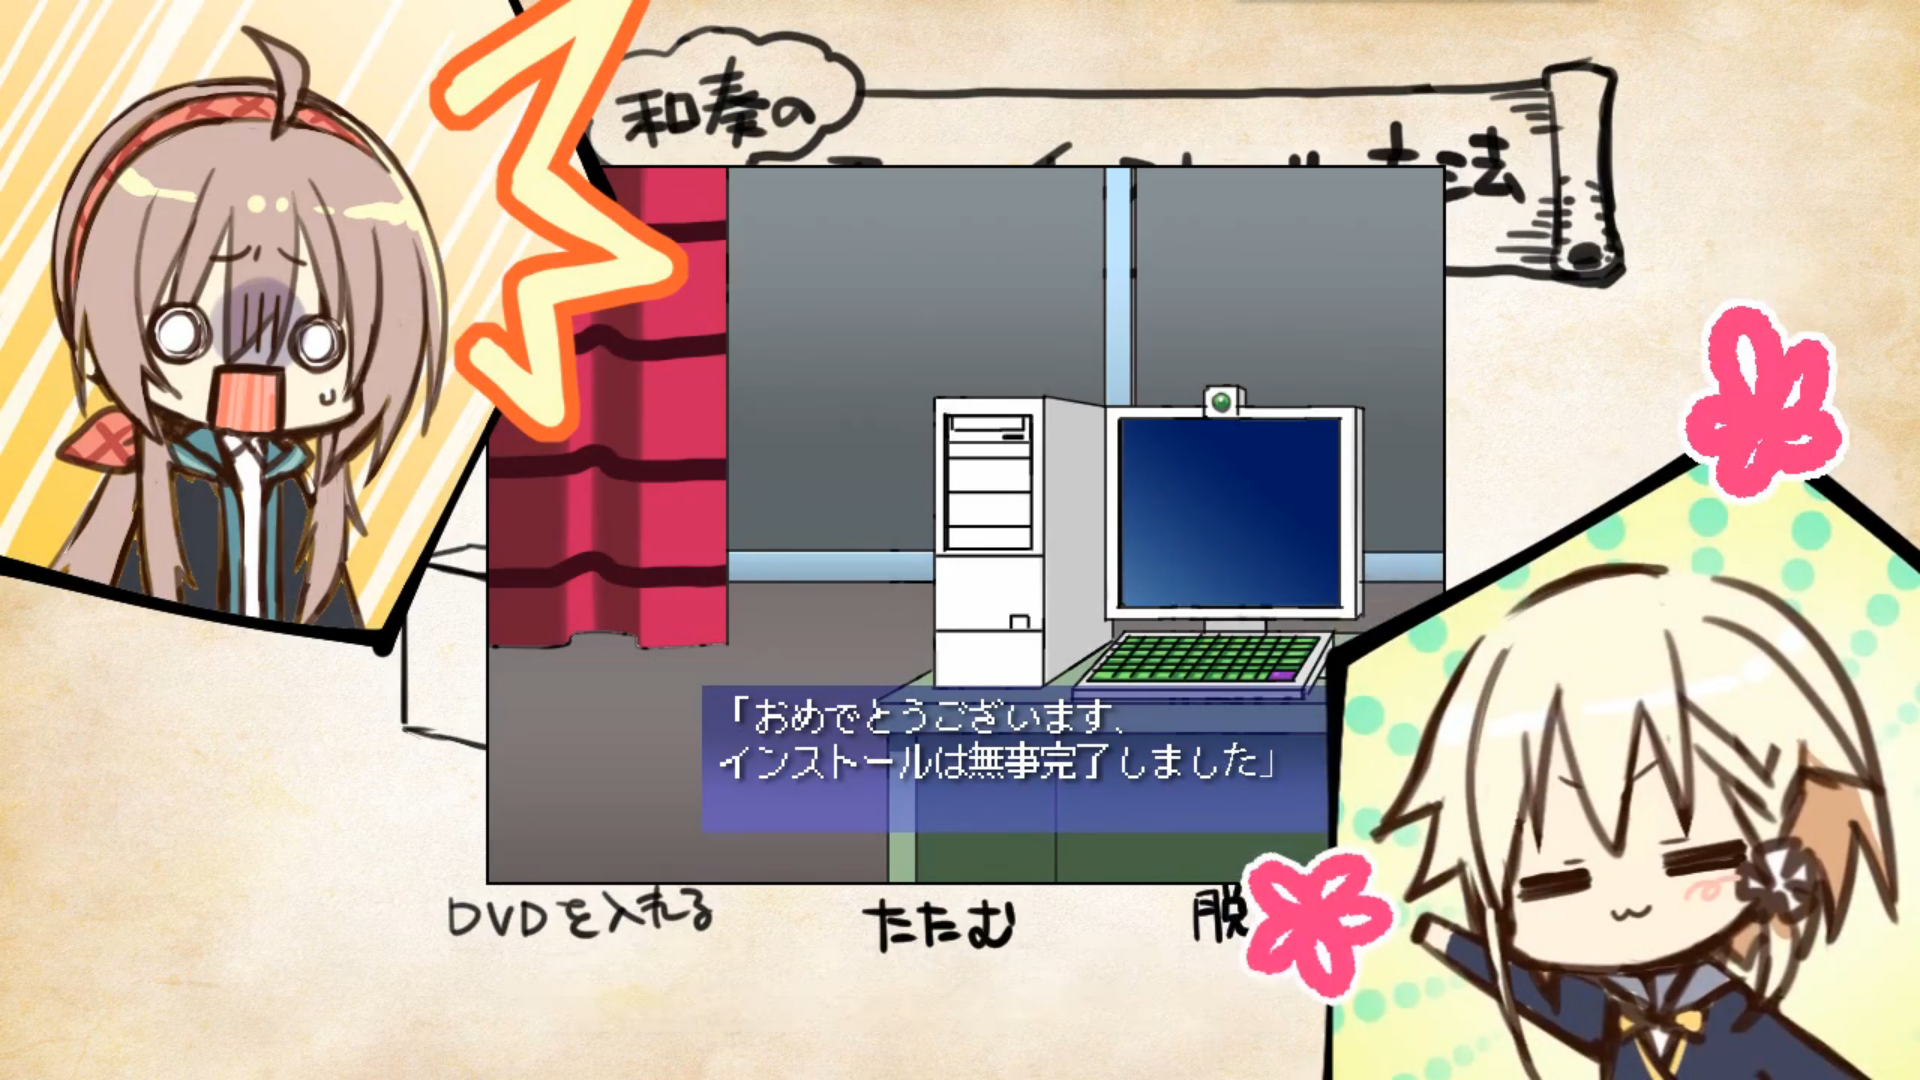 和奏の
方法
「おめでとうございます、
インストールは無事完了しました」
DVDを入れる
たたむ
脱